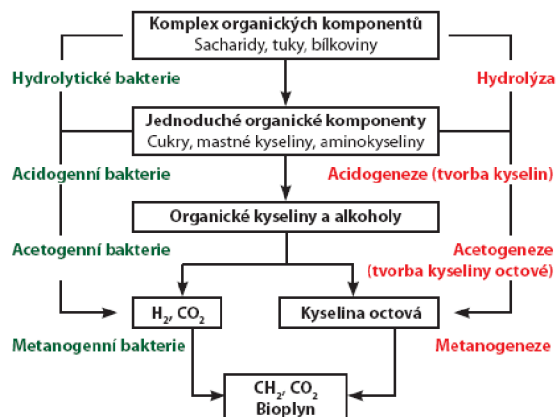 Komplex organických komponentů
Sacharidy, tuky, bílkoviny
Hydrolytické bakterie
Hydrolýza
Jednoduché organické komponenty
Cukry, mastné kyseliny, aminokyseliny
Acidogenní bakterie
Acidogeneze (tvorba kyselin)
Organické kyseliny a alkoholy
Acetogenní bakterie
Acetogeneze
(tvorba kyseliny octové)
H₂, CO₂
Kyselina octová
Metanogenní bakterie
Metanogeneze
CH₂, CO₂
Bioplyn